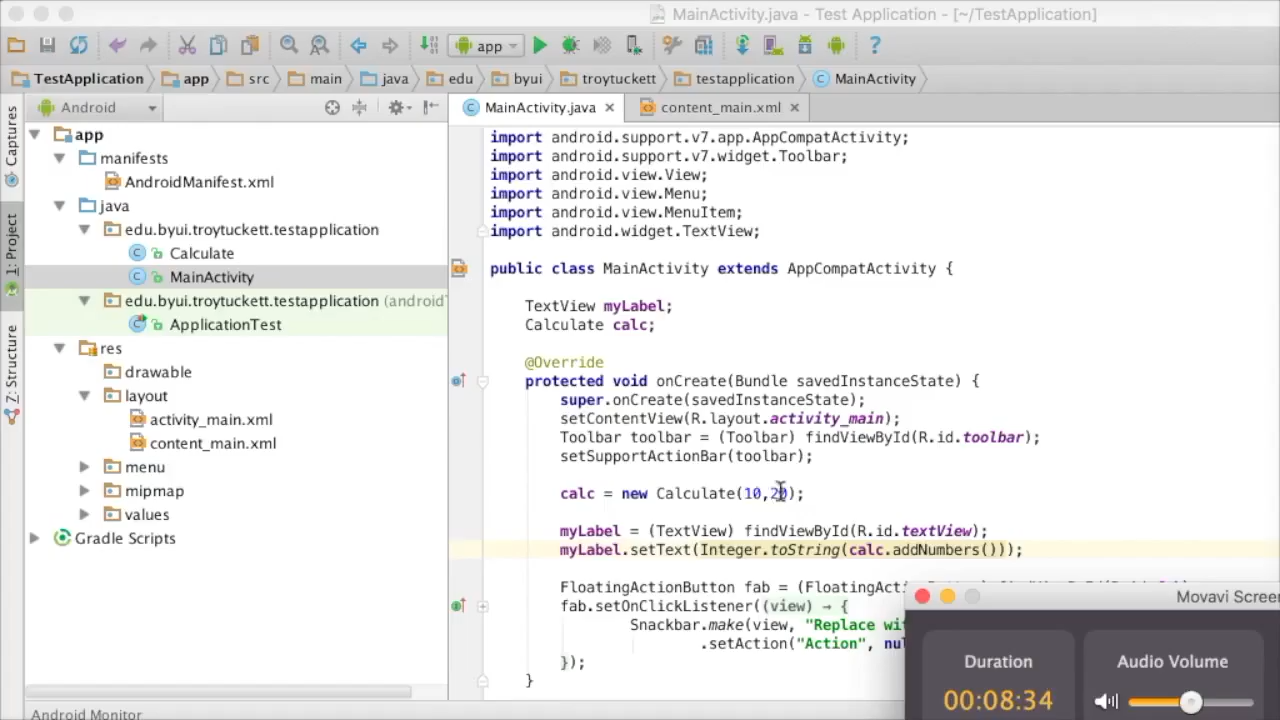 MainActivity.java - Test Application - [~/TestApplication]
app
?
TestApplication app src main java edu byui troytuckett testapplication MainActivity
Captures
1: Project
Z: Structure
Android
app
manifests
AndroidManifest.xml
java
edu.byui.troytuckett.testapplication
Calculate
MainActivity
edu.byui.troytuckett.testapplication (android
ApplicationTest
res
drawable
layout
activity_main.xml
content_main.xml
menu
mipmap
values
Gradle Scripts
MainActivity.java content_main.xml
import android.support.v7.app.AppCompatActivity;
import android.support.v7.widget.Toolbar;
import android.view.View;
import android.view.Menu;
import android.view.MenuItem;
import android.widget.TextView;
public class MainActivity extends AppCompatActivity {
TextView myLabel;
Calculate calc;
@Override
protected void onCreate(Bundle savedInstanceState) {
super.onCreate(savedInstanceState);
setContentView(R.layout.activity_main);
Toolbar toolbar = (Toolbar) findViewById(R.id.toolbar);
setSupportActionBar(toolbar);
calc = new Calculate(10,20);
myLabel = (TextView) findViewById(R.id.textView);
myLabel.setText(Integer.toString(calc.addNumbers()));
FloatingActionButton fab = (FloatingAct
fab.setOnClickListener((view) → {
Snackbar.make(view, "Replace wi
.setAction("Action", nul
});
}
Movavi Screen
Duration
00:08:34
Audio Volume
Android Monitor